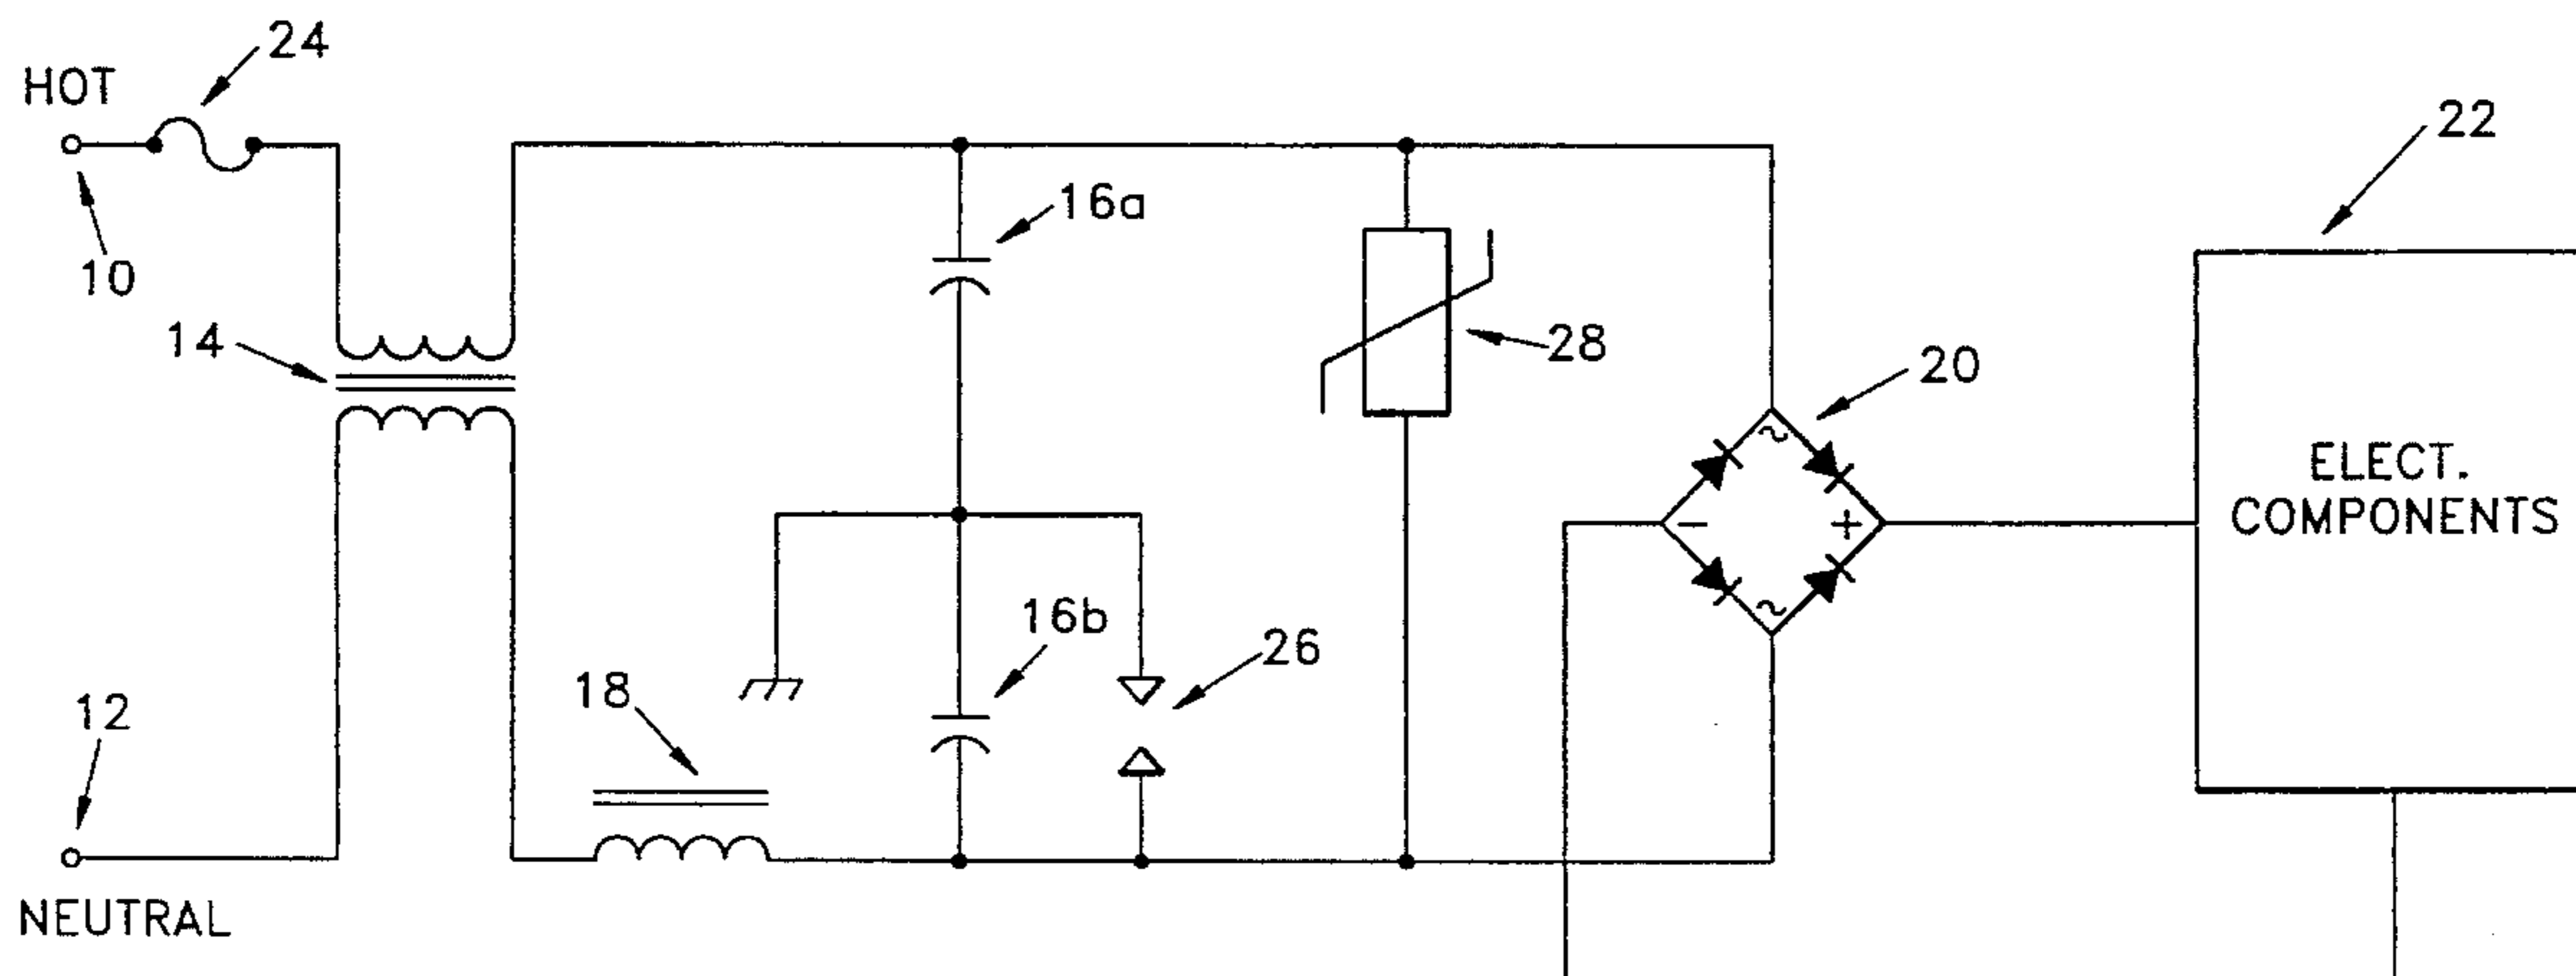 24
HOT
22
16a
10
14
28
20
ELECT.
COMPONENTS
− +
16b
26
18
12
NEUTRAL